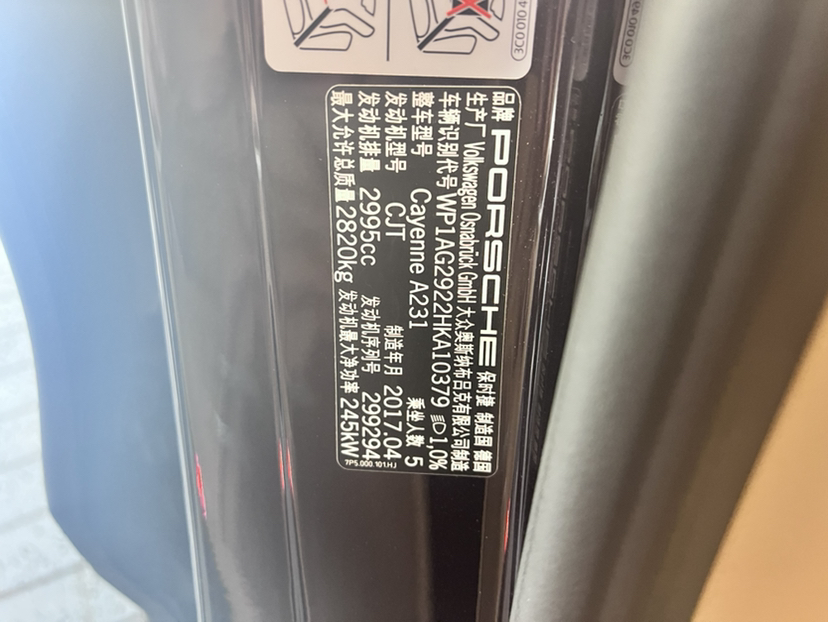 3C0 010 4
品牌 PORSCHE 保时捷 制造国 德国
生产厂 Volkswagen Osnabrück GmbH 大众奥斯纳布吕克有限公司制造
车辆识别代号 WP1AG2922HKA10379 1,0%
整车型号 Cayenne A231 乘坐人数 5
发动机型号 CJT 制造年月 2017.04
发动机排量 2995cc 发动机序列号 299294
最大允许总质量 2820kg 发动机最大净功率 245kW
7P5.000.101.HJ